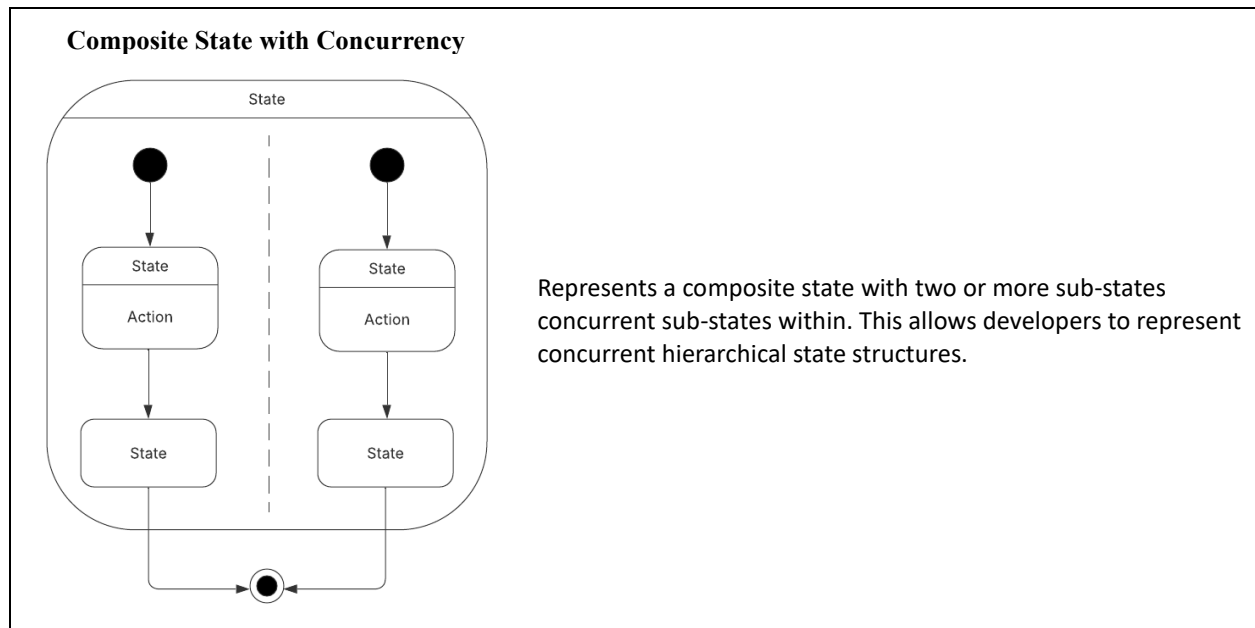 Composite State with Concurrency
State
State
State
Action
Action
Represents a composite state with two or more sub-states
concurrent sub-states within. This allows developers to represent
concurrent hierarchical state structures.
State
State